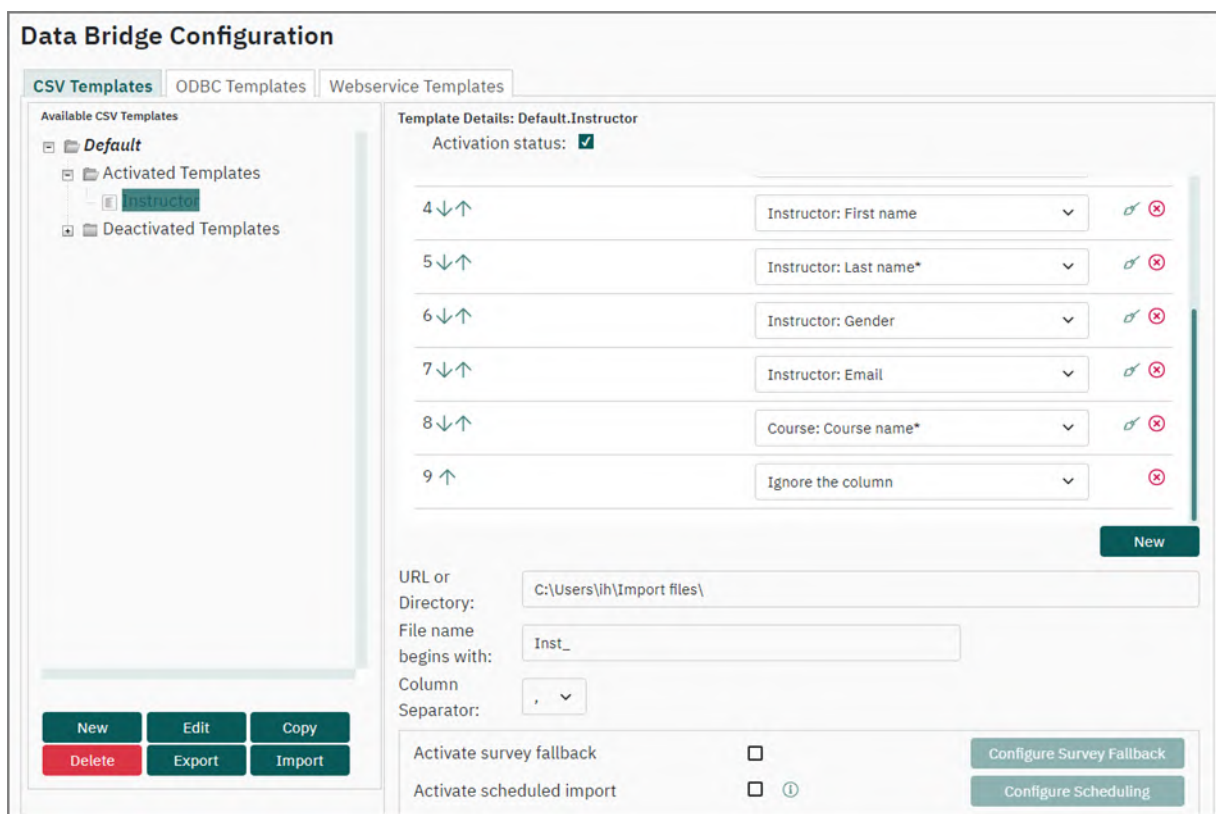 Data Bridge Configuration
CSV Templates ODBC Templates Webservice Templates
Available CSV Templates
Default
Activated Templates
Instructor
Deactivated Templates
New Edit Copy
Delete Export Import
Template Details: Default.Instructor
Activation status:
4 Instructor: First name
5 Instructor: Last name*
6 Instructor: Gender
7 Instructor: Email
8 Course: Course name*
9 Ignore the column
New
URL or
Directory:
C:\Users\ih\Import files\
File name
begins with:
Inst_
Column
Separator:
,
Activate survey fallback Configure Survey Fallback
Activate scheduled import Configure Scheduling